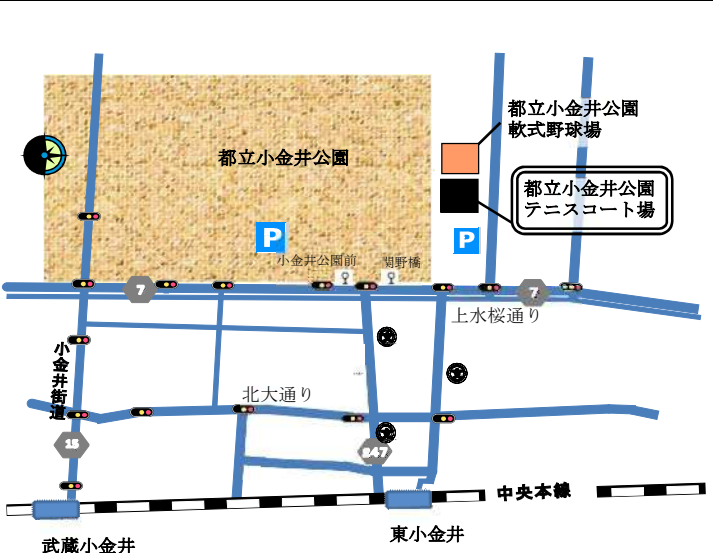 都立小金井公園
軟式野球場
都立小金井公園
都立小金井公園
テニスコート場
P
P
小金井公園前
関野橋
7
7
上水桜通り
小金井街道
北大通り
15
247
中央本線
東小金井
武蔵小金井